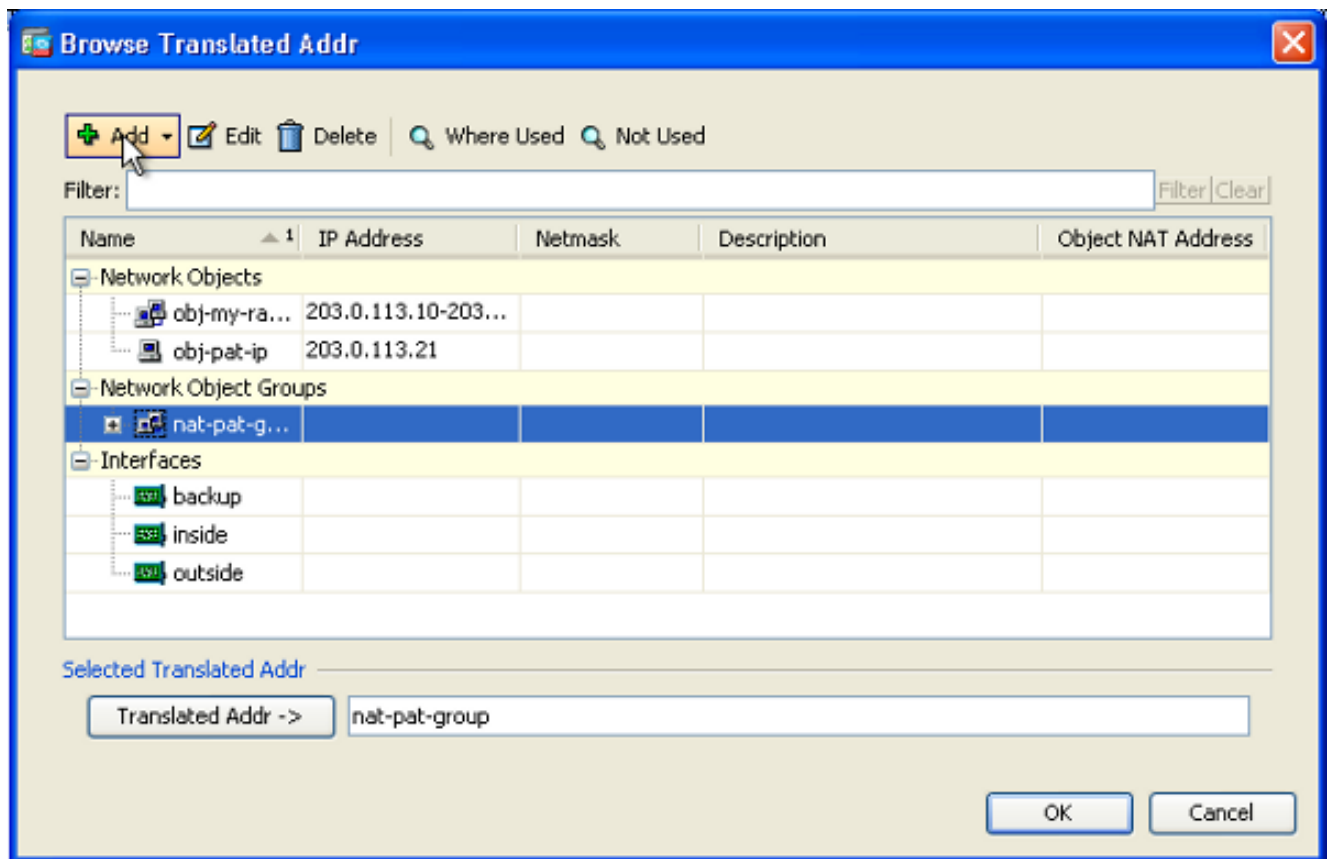 Browse Translated Addr
Add Edit Delete Where Used Not Used
Filter: Filter Clear
Name 1 IP Address Netmask Description Object NAT Address
Network Objects
obj-my-ra... 203.0.113.10-203...
obj-pat-ip 203.0.113.21
Network Object Groups
nat-pat-g...
Interfaces
backup
inside
outside
Selected Translated Addr
Translated Addr -> nat-pat-group
OK Cancel